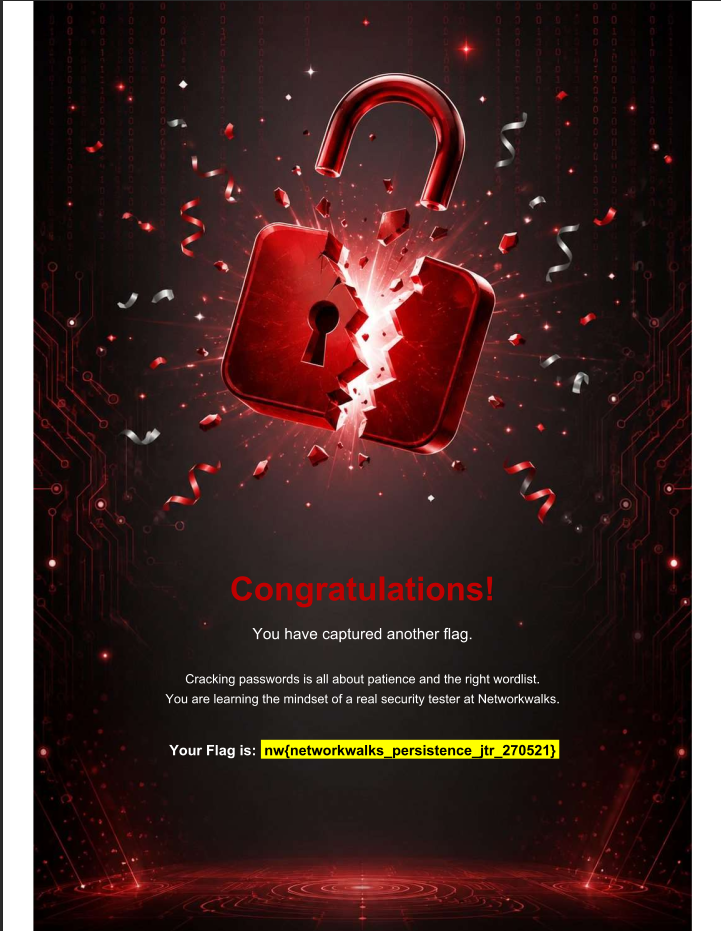 Congratulations!
You have captured another flag.
Cracking passwords is all about patience and the right wordlist.
You are learning the mindset of a real security tester at Networkwalks.
Your Flag is: nw{networkwalks_persistence_jtr_270521}